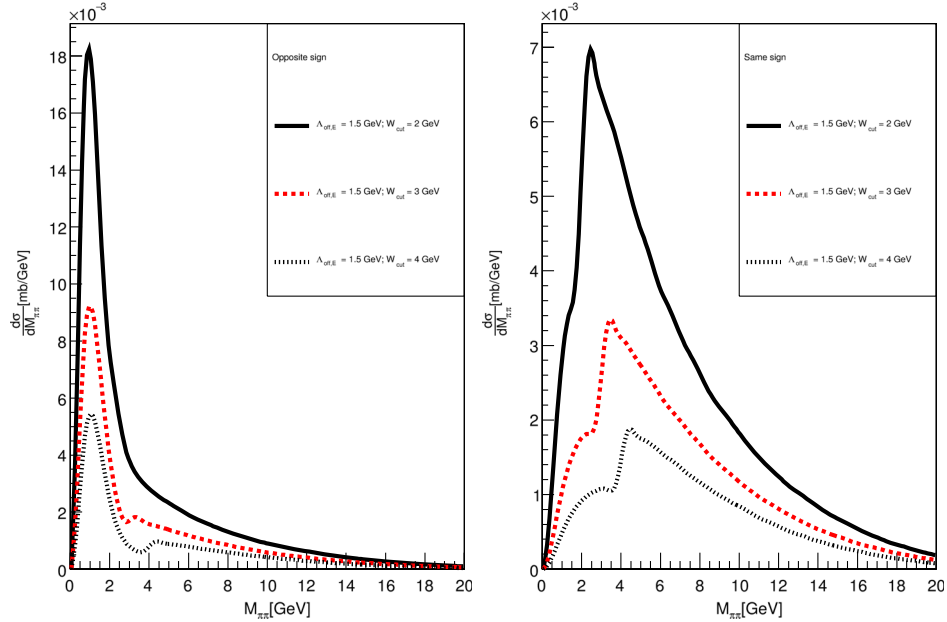 ×10⁻³
18
16
14
12
10
8
6
4
2
0
dσ/dM_ππ [mb/GeV]
Opposite sign
Λ_off,E = 1.5 GeV; W_cut = 2 GeV
Λ_off,E = 1.5 GeV; W_cut = 3 GeV
Λ_off,E = 1.5 GeV; W_cut = 4 GeV
0 2 4 6 8 10 12 14 16 18 20
M_ππ[GeV]
×10⁻³
7
6
5
4
3
2
1
0
dσ/dM_ππ [mb/GeV]
Same sign
Λ_off,E = 1.5 GeV; W_cut = 2 GeV
Λ_off,E = 1.5 GeV; W_cut = 3 GeV
Λ_off,E = 1.5 GeV; W_cut = 4 GeV
0 2 4 6 8 10 12 14 16 18 20
M_ππ[GeV]